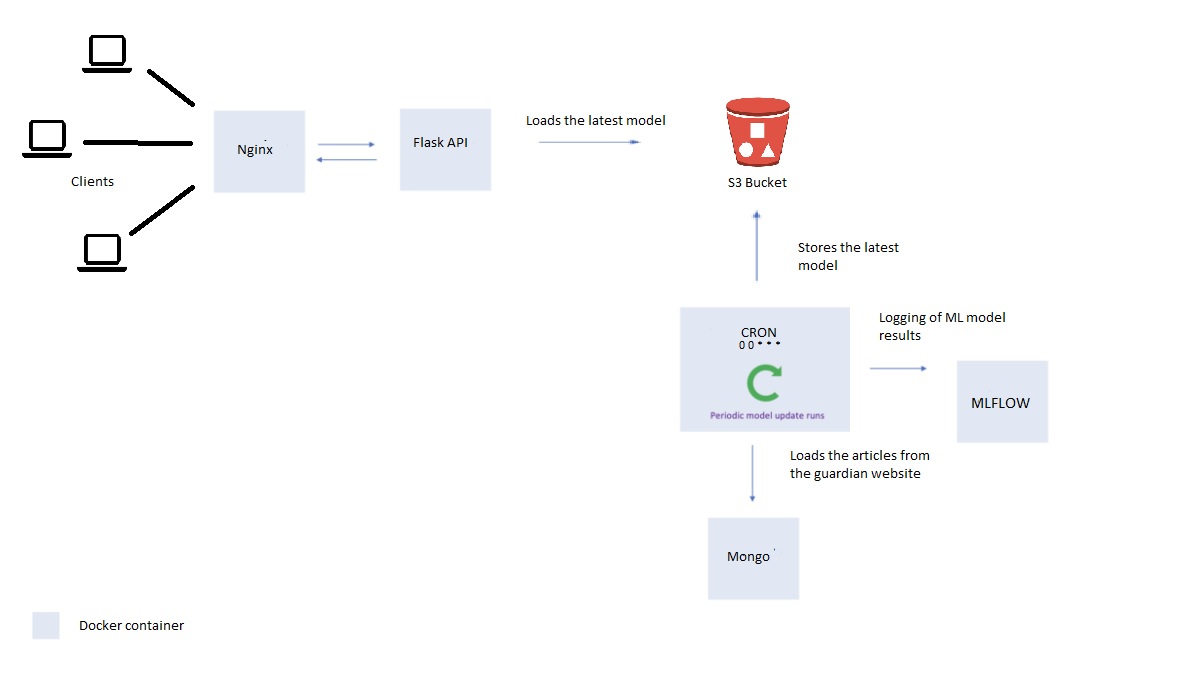 Clients
Nginx
Flask API
Loads the latest model
S3 Bucket
Stores the latest
model
CRON
0 0 * * *
Periodic model update runs
Logging of ML model
results
MLFLOW
Loads the articles from
the guardian website
Mongo
Docker container